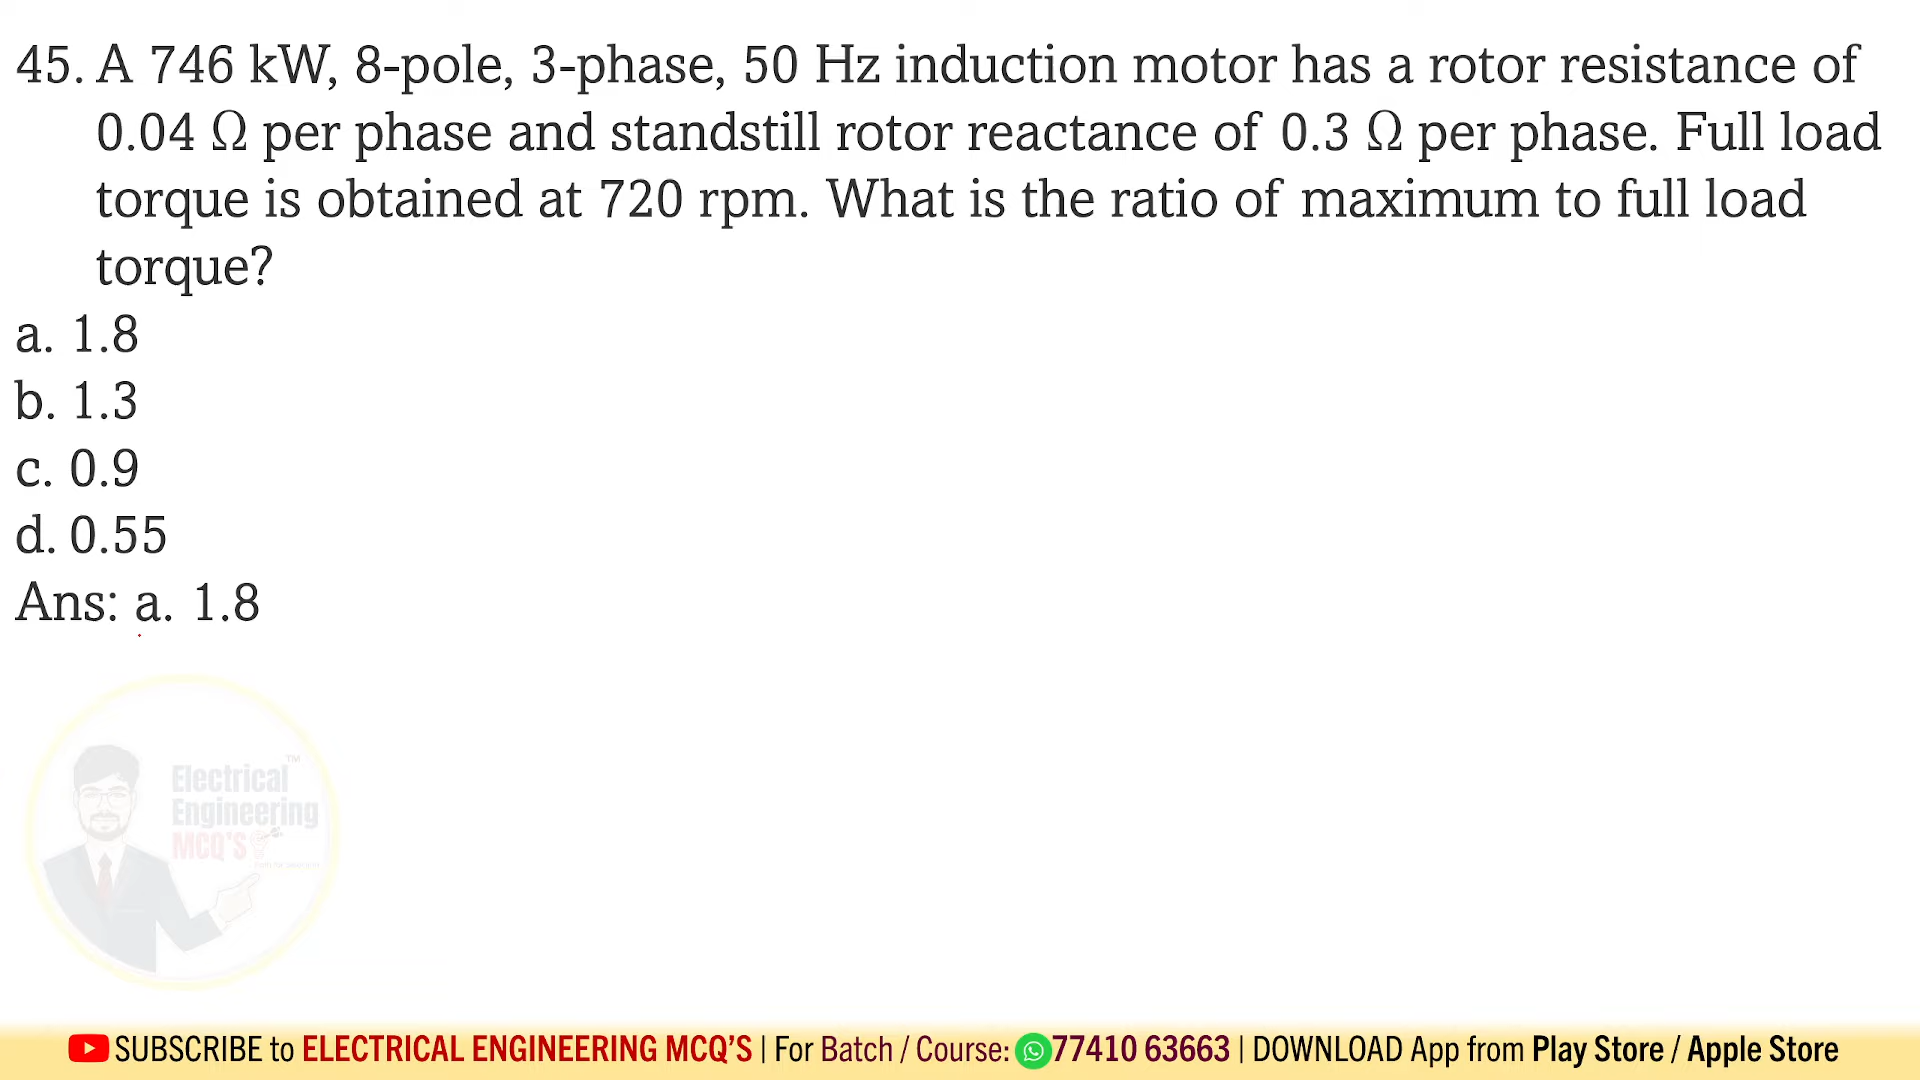 45. A 746 kW, 8-pole, 3-phase, 50 Hz induction motor has a rotor resistance of
0.04 Ω per phase and standstill rotor reactance of 0.3 Ω per phase. Full load
torque is obtained at 720 rpm. What is the ratio of maximum to full load
torque?
a. 1.8
b. 1.3
c. 0.9
d. 0.55
Ans: a. 1.8
Electrical TM
Engineering
MCQ'S
SUBSCRIBE to ELECTRICAL ENGINEERING MCQ'S | For Batch / Course: 77410 63663 | DOWNLOAD App from Play Store / Apple Store